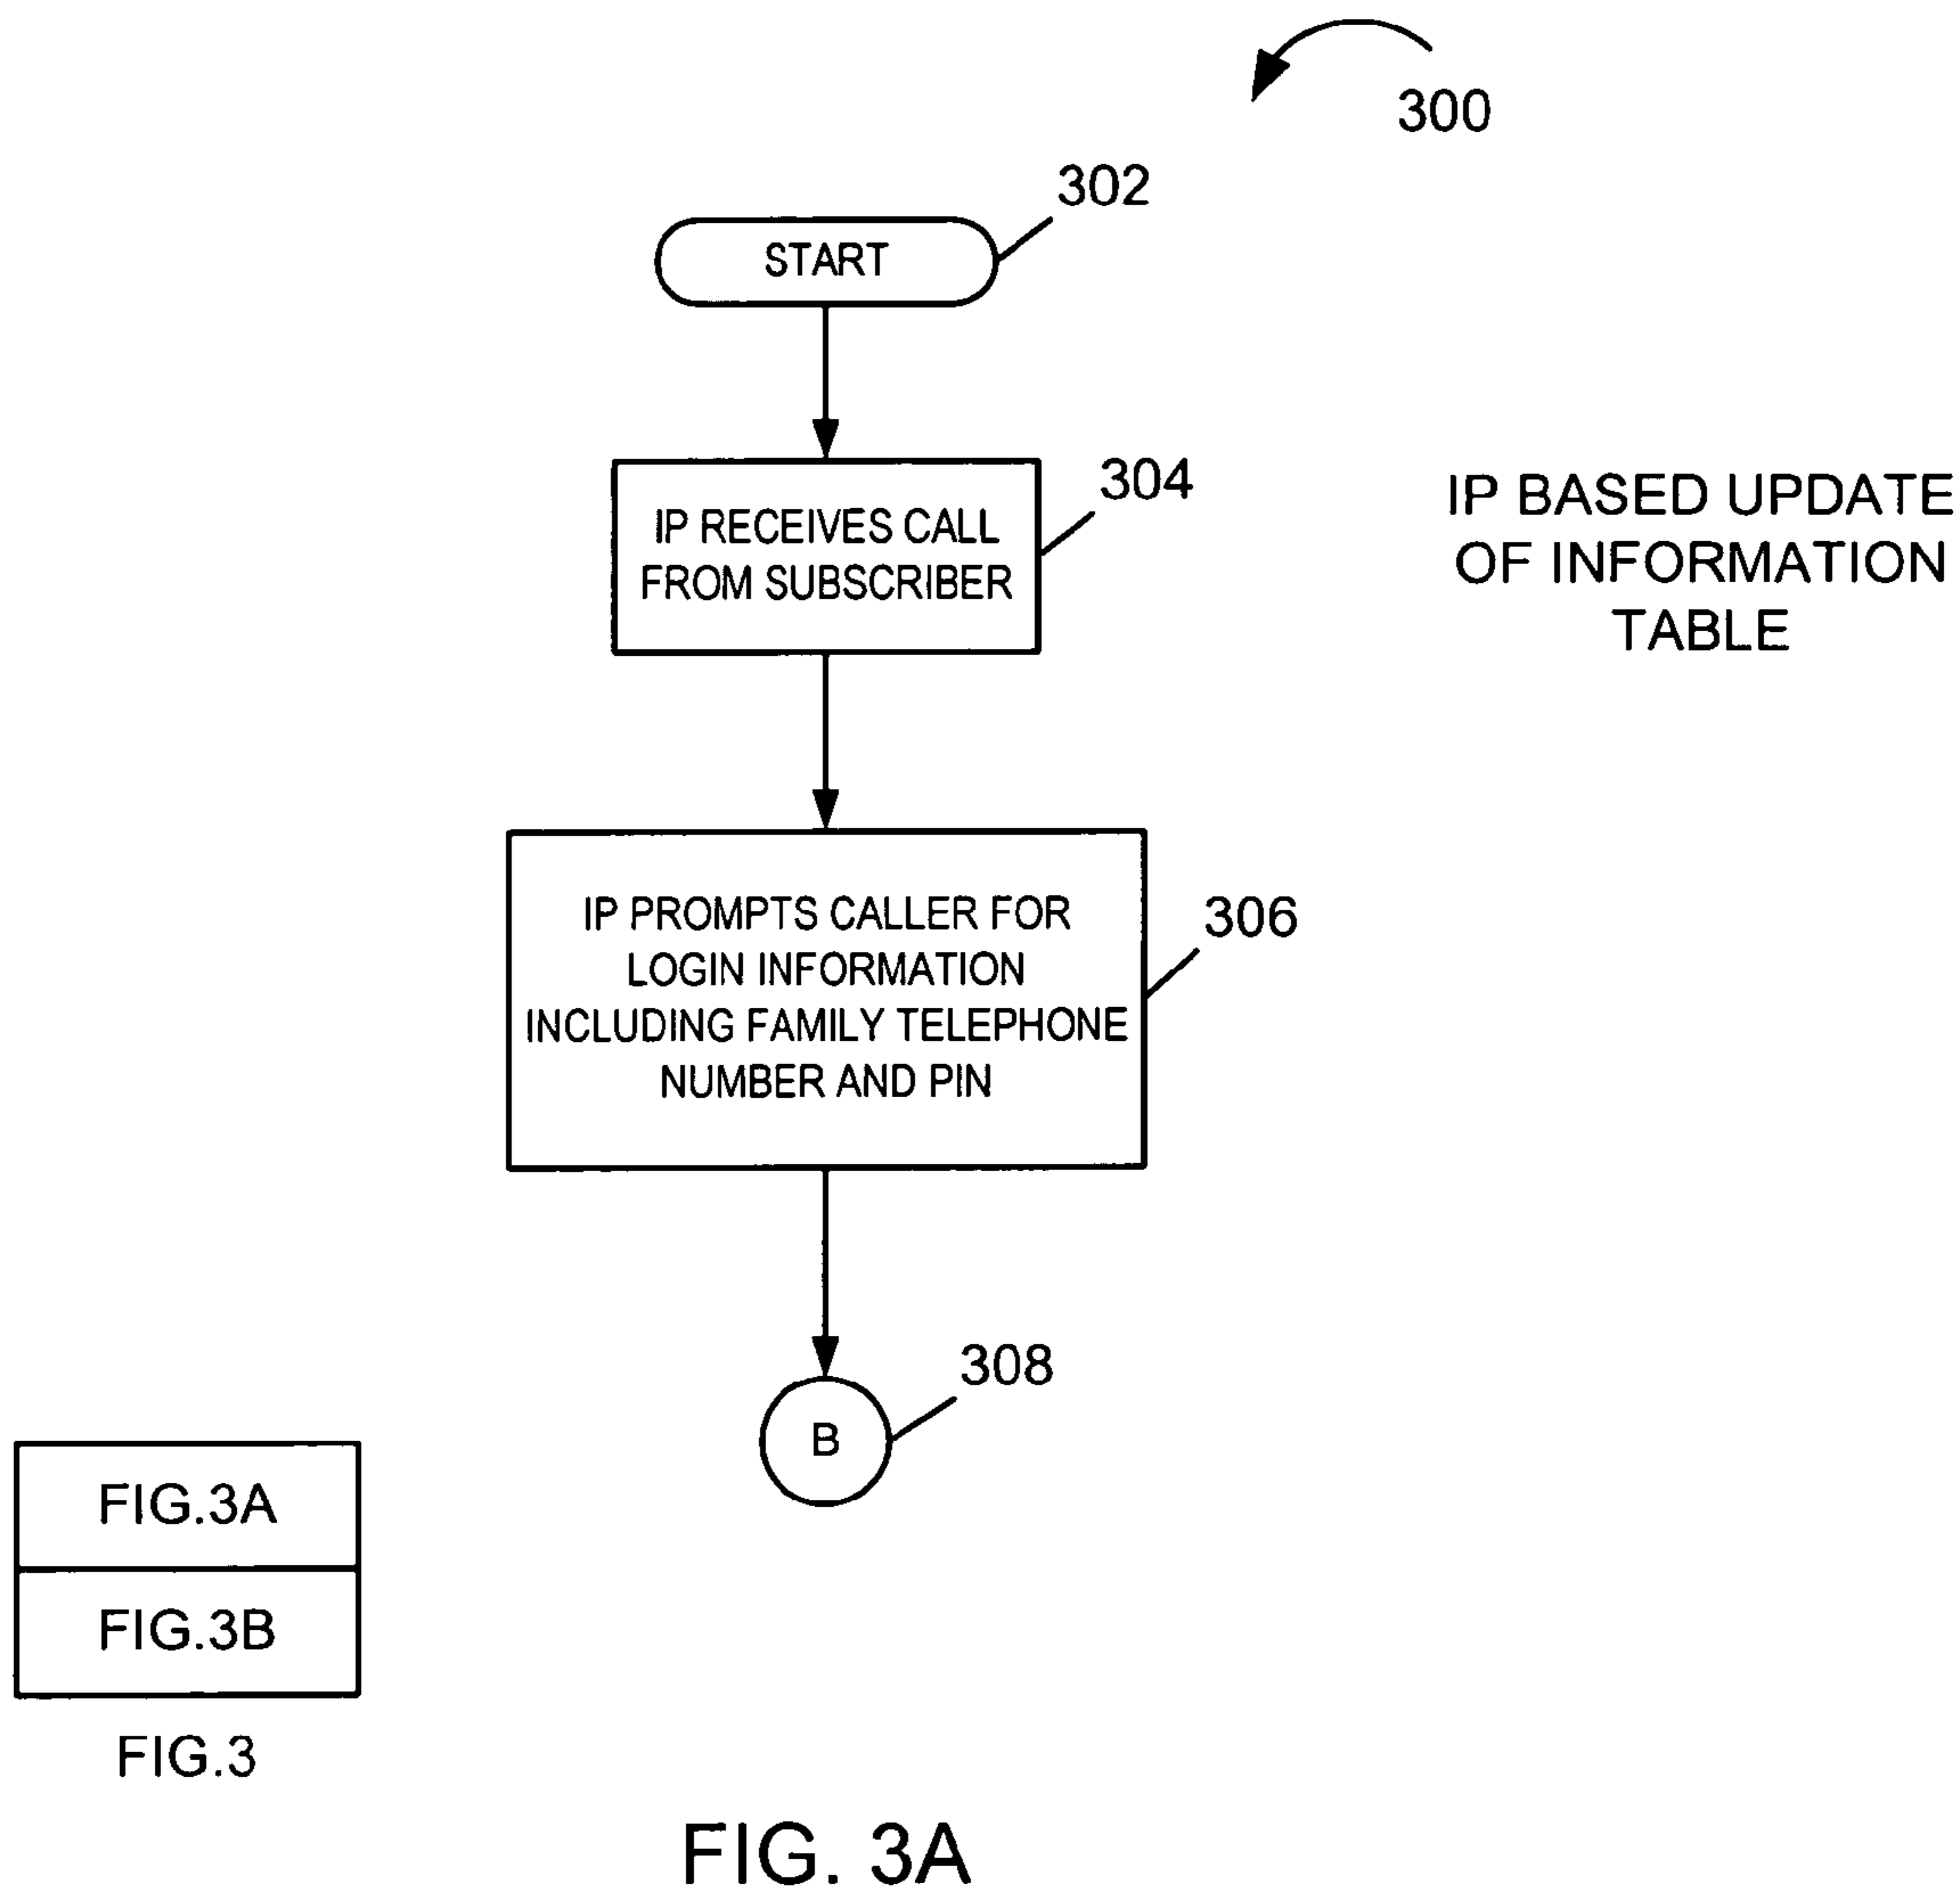 300
302
START
304
IP RECEIVES CALL
FROM SUBSCRIBER
IP BASED UPDATE
OF INFORMATION
TABLE
306
IP PROMPTS CALLER FOR
LOGIN INFORMATION
INCLUDING FAMILY TELEPHONE
NUMBER AND PIN
308
B
FIG.3A
FIG.3B
FIG.3
FIG. 3A